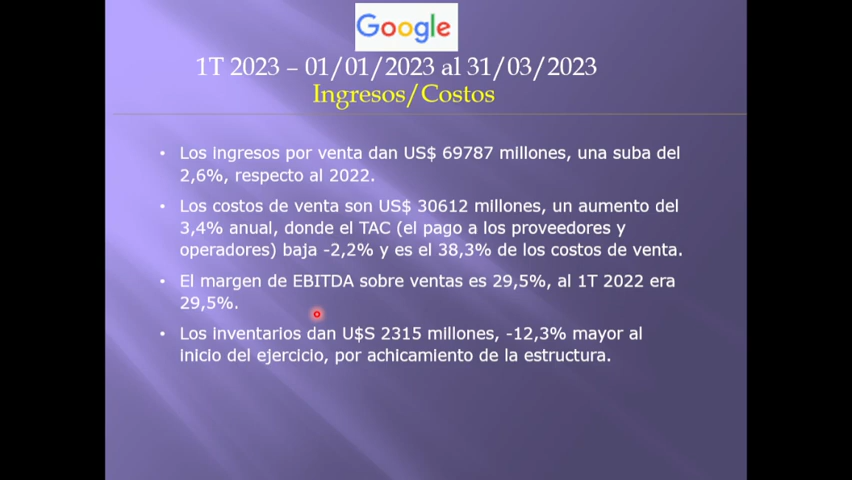 Google
1T 2023 – 01/01/2023 al 31/03/2023
Ingresos/Costos
• Los ingresos por venta dan US$ 69787 millones, una suba del
2,6%, respecto al 2022.
• Los costos de venta son US$ 30612 millones, un aumento del
3,4% anual, donde el TAC (el pago a los proveedores y
operadores) baja -2,2% y es el 38,3% de los costos de venta.
• El margen de EBITDA sobre ventas es 29,5%, al 1T 2022 era
29,5%.
• Los inventarios dan U$S 2315 millones, -12,3% mayor al
inicio del ejercicio, por achicamiento de la estructura.